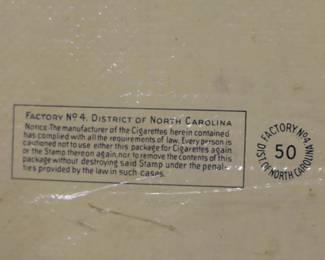 FACTORY Nº 4. DISTRICT OF NORTH CAROLINA
NOTICE-The manufacturer of the Cigarettes herein contained
has complied with all the requirements of law. Every person is
cautioned not to use either this package for Cigarettes again
or the Stamp thereon again, nor to remove the contents of this
package without destroying said Stamp under the penal-
ties provided by the law in such cases.
FACTORY Nº 4,
50
DIST. OF NORTH CAROLINA